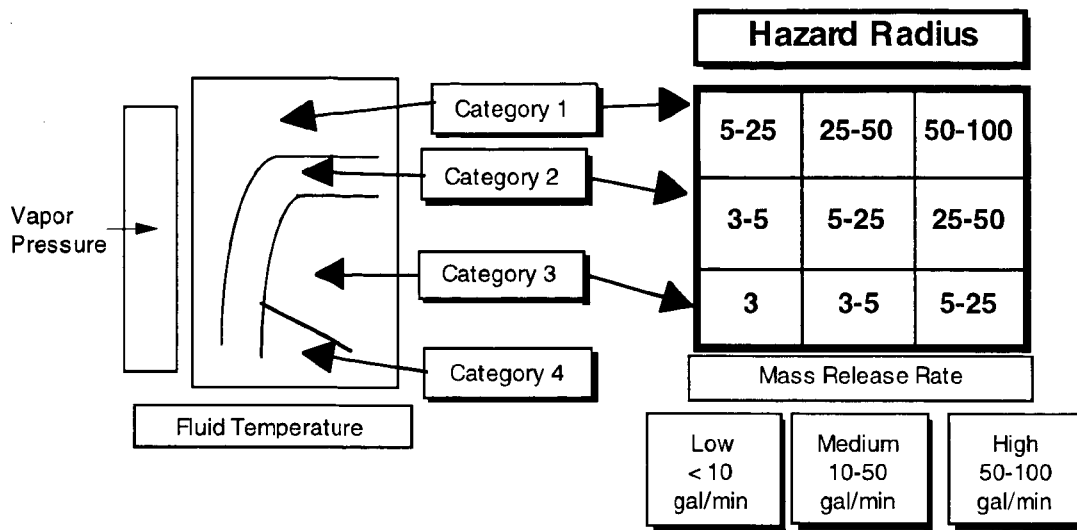 Hazard Radius
Category 1
5-25 25-50 50-100
Category 2
Vapor
Pressure
3-5 5-25 25-50
Category 3
3 3-5 5-25
Category 4
Mass Release Rate
Fluid Temperature
Low
< 10
gal/min
Medium
10-50
gal/min
High
50-100
gal/min